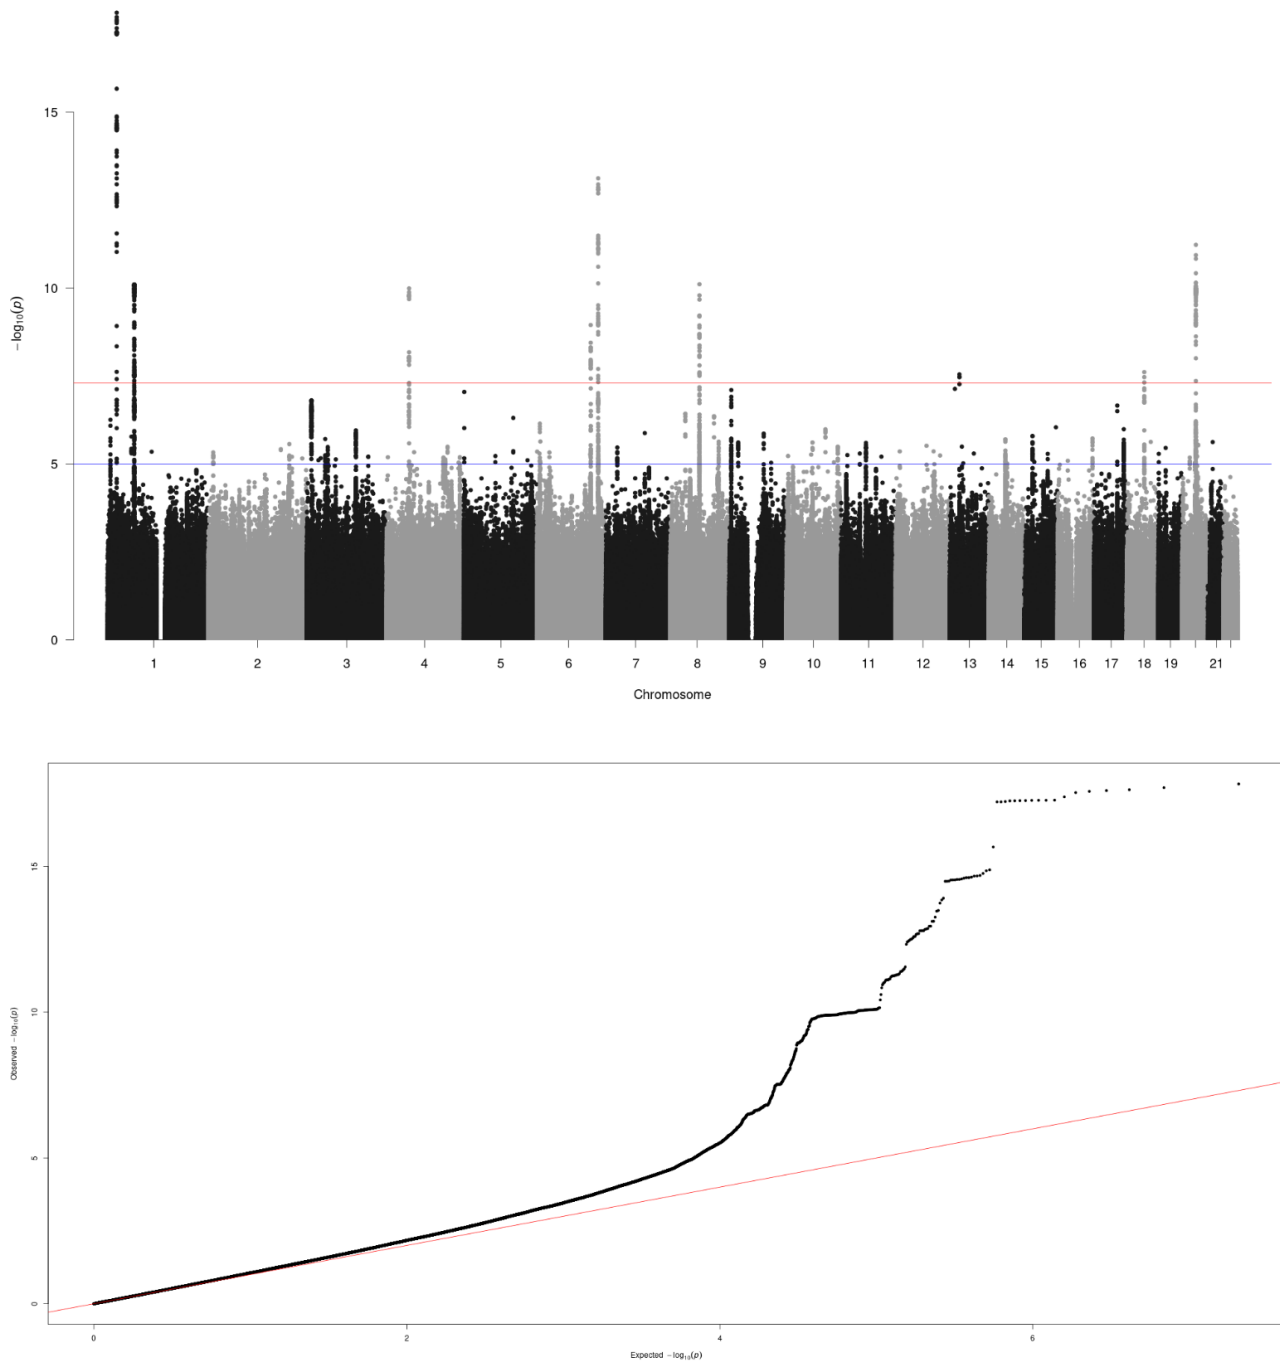 15
10
5
0
− log₁₀(p)
1 2 3 4 5 6 7 8 9 10 11 12 13 14 15 16 17 18 19 21
Chromosome
15
10
5
0
Observed − log₁₀(p)
0 2 4 6
Expected − log₁₀(p)